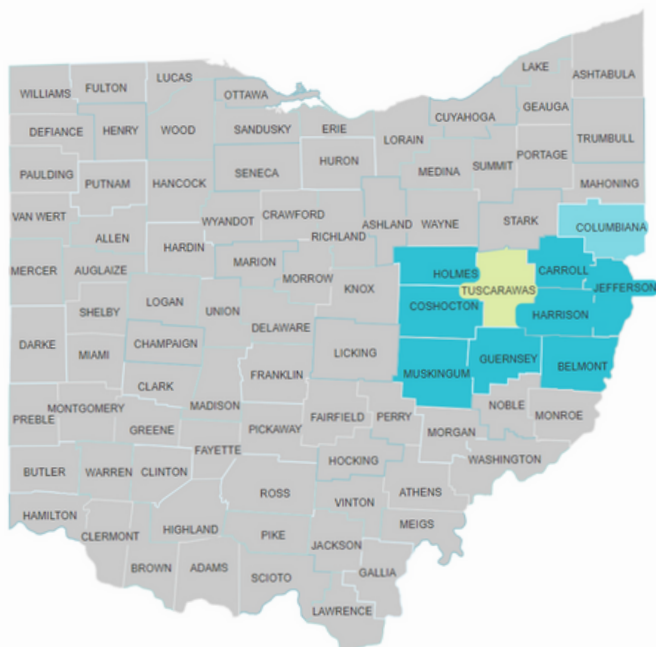 LUCAS
WILLIAMS
FULTON
OTTAWA
LAKE
ASHTABULA
DEFIANCE
HENRY
WOOD
SANDUSKY
ERIE
LORAIN
CUYAHOGA
GEAUGA
TRUMBULL
PAULDING
PUTNAM
HANCOCK
SENECA
HURON
MEDINA
SUMMIT
PORTAGE
MAHONING
VAN WERT
ALLEN
HARDIN
WYANDOT
CRAWFORD
RICHLAND
ASHLAND
WAYNE
STARK
COLUMBIANA
MERCER
AUGLAIZE
MARION
MORROW
KNOX
HOLMES
TUSCARAWAS
CARROLL
JEFFERSON
SHELBY
LOGAN
UNION
DELAWARE
COSHOCTON
HARRISON
DARKE
MIAMI
CHAMPAIGN
LICKING
MUSKINGUM
GUERNSEY
BELMONT
CLARK
FRANKLIN
PREBLE
MONTGOMERY
GREENE
MADISON
PICKAWAY
FAIRFIELD
PERRY
MORGAN
NOBLE
MONROE
FAYETTE
WASHINGTON
BUTLER
WARREN
CLINTON
ROSS
HOCKING
VINTON
ATHENS
HAMILTON
CLERMONT
HIGHLAND
PIKE
JACKSON
MEIGS
BROWN
ADAMS
SCIOTO
GALLIA
LAWRENCE